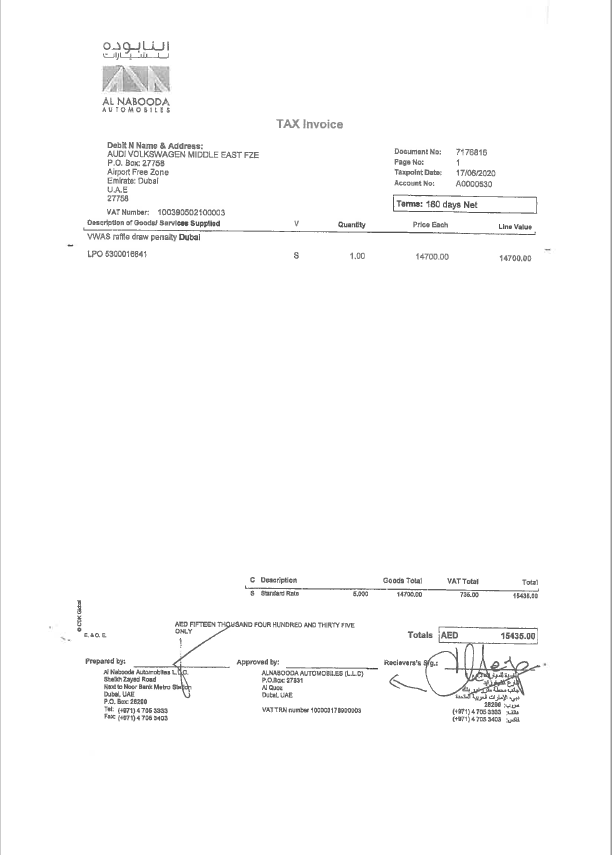 النابوده
للسيارات
AL NABOODA
AUTOMOBILES
TAX Invoice
Debit N Name & Address:
AUDI VOLKSWAGEN MIDDLE EAST FZE
P.O. Box: 27758
Airport Free Zone
Emirate: Dubai
U.A.E
27758
VAT Number: 100390502100003
Document No: 7176816
Page No: 1
Taxpoint Date: 17/06/2020
Account No: A0000530
Terms: 180 days Net
Description of Goods/ Services Supplied V Quantity Price Each Line Value
VWAS raffle draw penalty Dubai
LPO 5300016841 S 1.00 14700.00 14700.00
C Description Goods Total VAT Total Total
S Standard Rate 5.000 14700.00 735.00 15435.00
© CDK Global
E. & O. E.
AED FIFTEEN THOUSAND FOUR HUNDRED AND THIRTY FIVE
ONLY
Totals AED 15435.00
Prepared by:
Al Nabooda Automobiles L.L.C.
Sheikh Zayed Road
Next to Noor Bank Metro Station
Dubai, UAE
P.O. Box: 28290
Tel: (+971) 4 705 3333
Fax: (+971) 4 705 3403
Approved by:
ALNABOODA AUTOMOBILES (L.L.C)
P.O.Box: 27831
Al Quoz
Dubai, UAE
VAT TRN number 100003178900003
Reciever's Sig.:
دبي، الإمارات العربية المتحدة
ص.ب: 28296
هاتف: 3333 705 4 (971+)
فاكس: 3403 705 4 (971+)